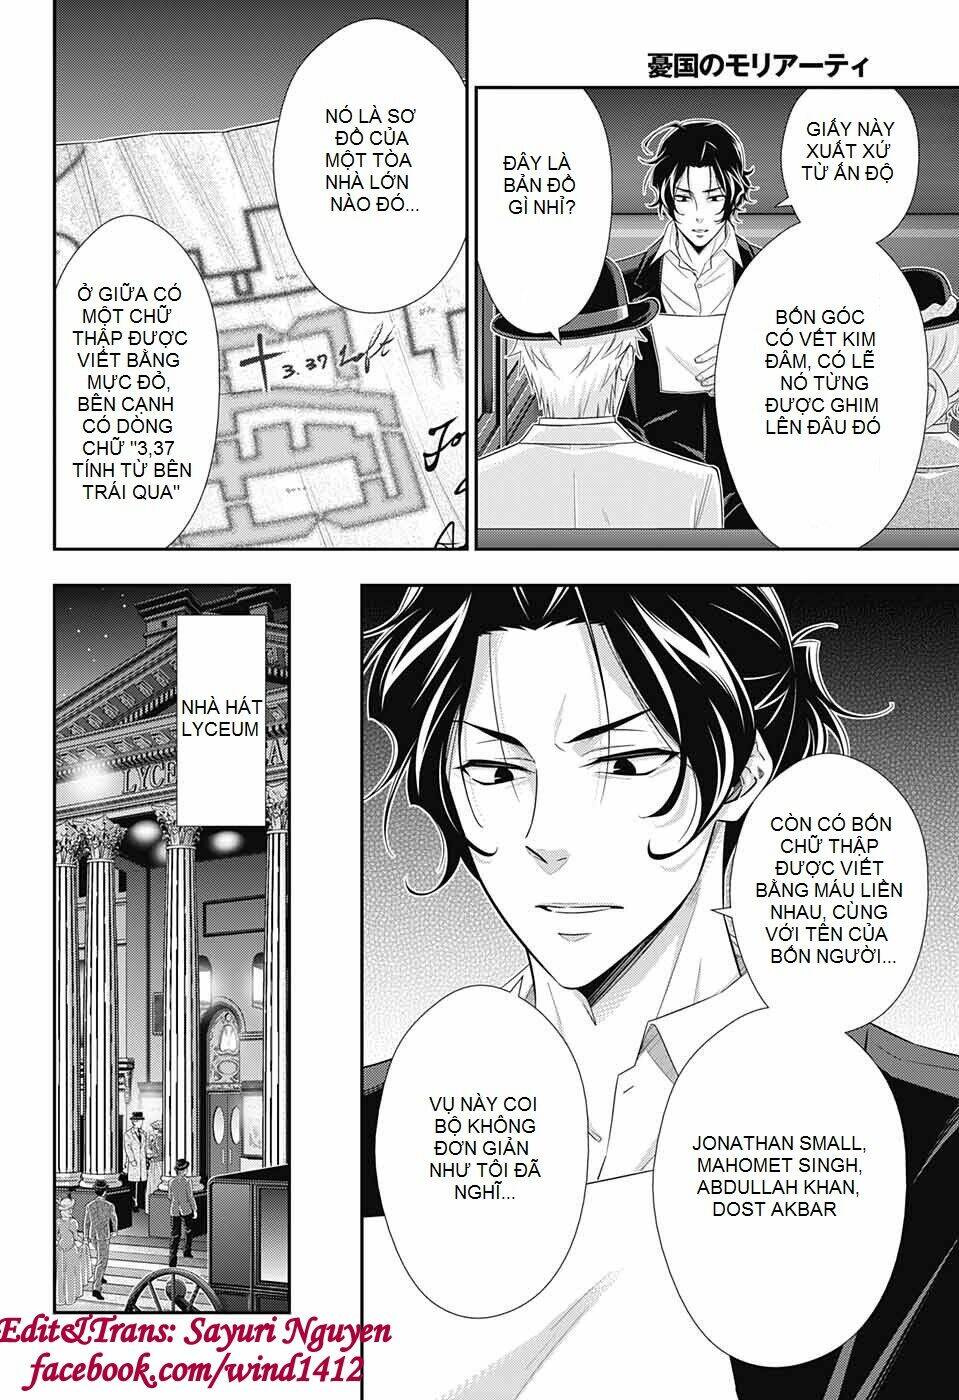 憂国のモリアーティ
GIẤY NÀY
XUẤT XỨ
TỪ ẤN ĐỘ
ĐÂY LÀ
BẢN ĐỒ
GÌ NHỈ?
BỐN GÓC
CÓ VẾT KIM
ĐÂM, CÓ LẼ
NÓ TỪNG
ĐƯỢC GHIM
LÊN ĐÂU ĐÓ
NÓ LÀ SƠ
ĐỒ CỦA
MỘT TÒA
NHÀ LỚN
NÀO ĐÓ...
Ở GIỮA CÓ
MỘT CHỮ
THẬP ĐƯỢC
VIẾT BẰNG
MỰC ĐỎ,
BÊN CẠNH
CÓ DÒNG
CHỮ "3,37
TÍNH TỪ BÊN
TRÁI QUA"
3.37 Left
CÒN CÓ BỐN
CHỮ THẬP
ĐƯỢC VIẾT
BẰNG MÁU LIỀN
NHAU, CÙNG
VỚI TÊN CỦA
BỐN NGƯỜI...
JONATHAN SMALL,
MAHOMET SINGH,
ABDULLAH KHAN,
DOST AKBAR
VỤ NÀY COI
BỘ KHÔNG
ĐƠN GIẢN
NHƯ TÔI ĐÃ
NGHĨ...
NHÀ HÁT
LYCEUM
LYCE
Edit&Trans: Sayuri Nguyen
facebook.com/wind1412